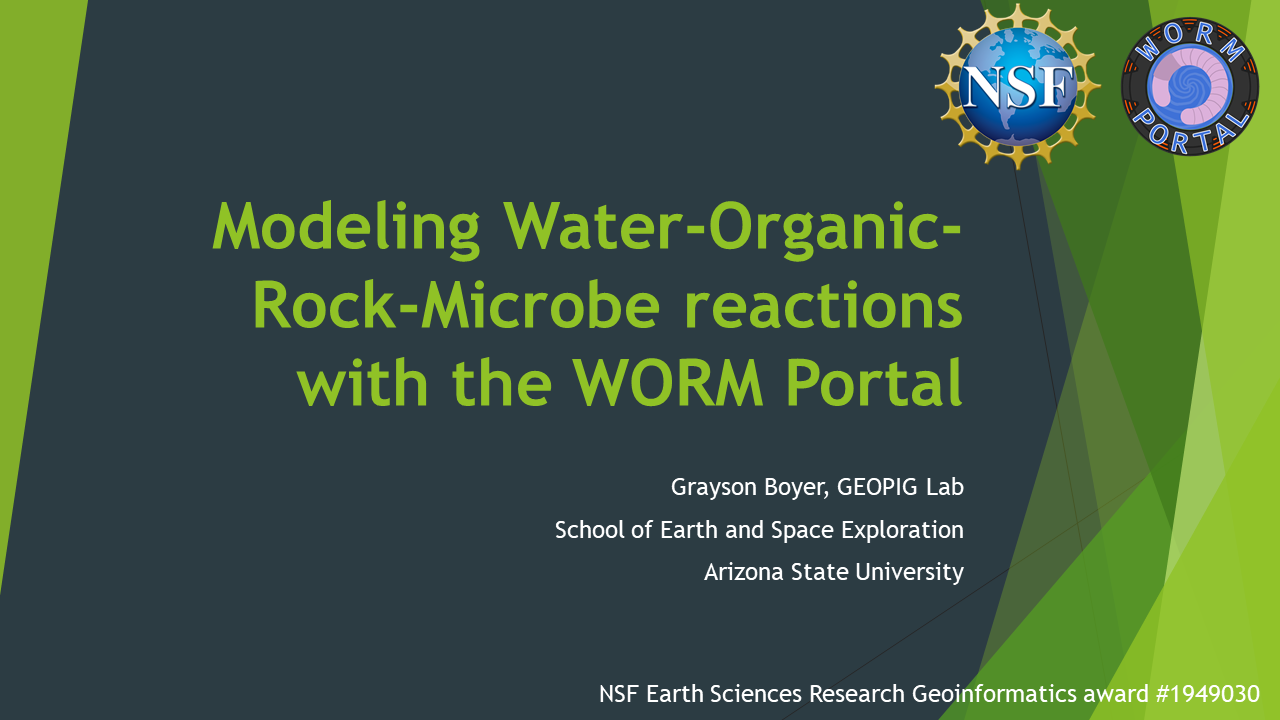 NSF
WORM
PORTAL
Modeling Water-Organic-
Rock-Microbe reactions
with the WORM Portal
Grayson Boyer, GEOPIG Lab
School of Earth and Space Exploration
Arizona State University
NSF Earth Sciences Research Geoinformatics award #1949030